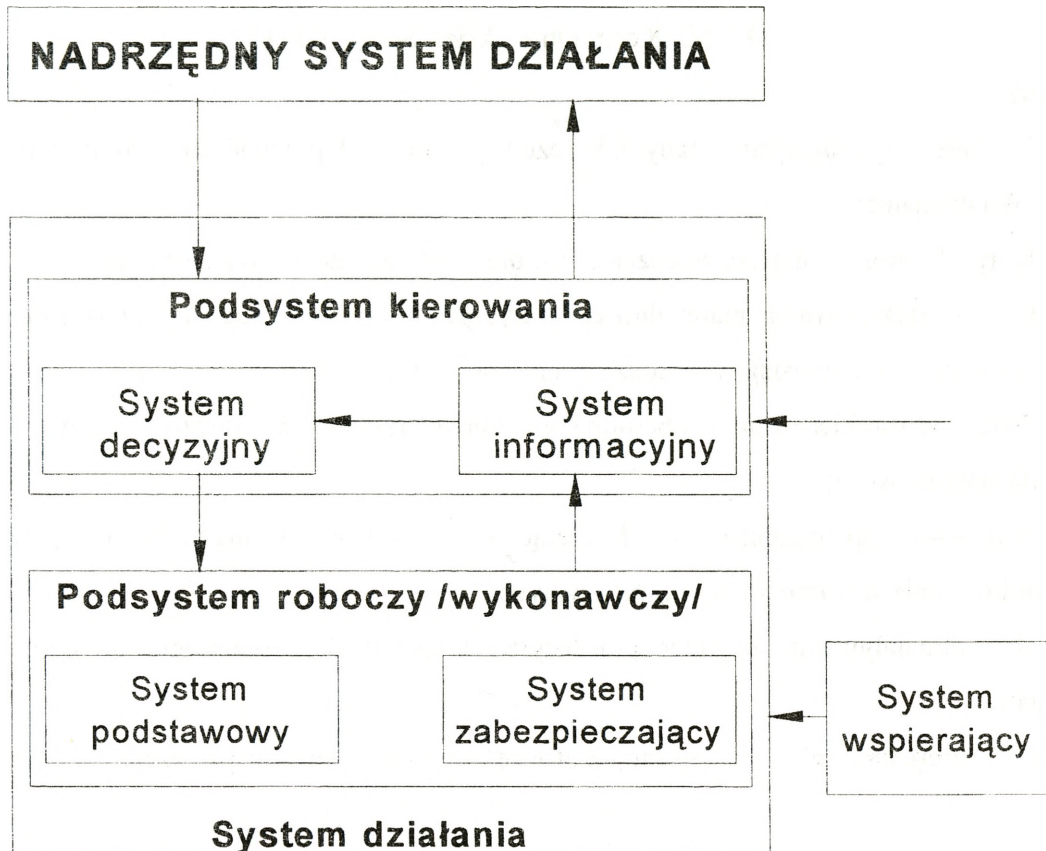 NADRZĘDNY SYSTEM DZIAŁANIA
Podsystem kierowania
System
decyzyjny
System
informacyjny
Podsystem roboczy /wykonawczy/
System
podstawowy
System
zabezpieczający
System
wspierający
System działania